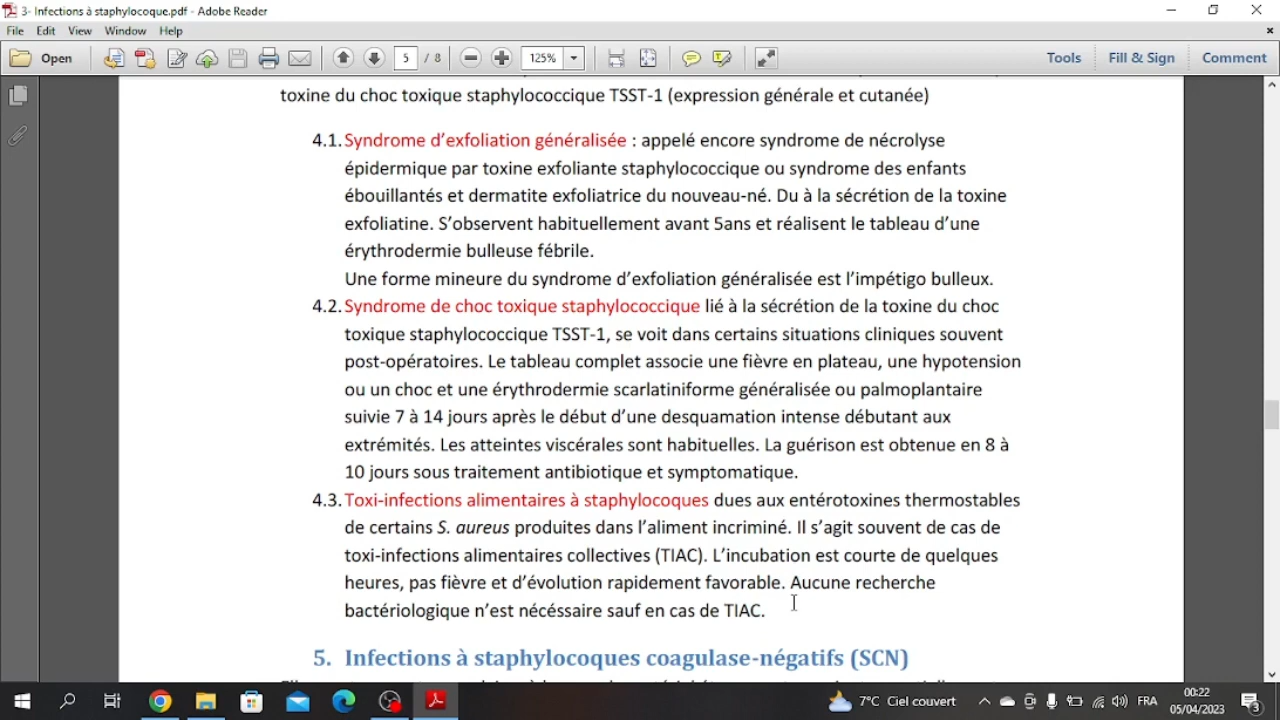 3- Infections à staphylocoque.pdf - Adobe Reader
File Edit View Window Help
Open 5 / 8 125% Tools Fill & Sign Comment
toxine du choc toxique staphylococcique TSST-1 (expression générale et cutanée)
4.1. Syndrome d’exfoliation généralisée : appelé encore syndrome de nécrolyse
épidermique par toxine exfoliante staphylococcique ou syndrome des enfants
ébouillantés et dermatite exfoliatrice du nouveau-né. Du à la sécrétion de la toxine
exfoliatine. S’observent habituellement avant 5ans et réalisent le tableau d’une
érythrodermie bulleuse fébrile.
Une forme mineure du syndrome d’exfoliation généralisée est l’impétigo bulleux.
4.2. Syndrome de choc toxique staphylococcique lié à la sécrétion de la toxine du choc
toxique staphylococcique TSST-1, se voit dans certains situations cliniques souvent
post-opératoires. Le tableau complet associe une fièvre en plateau, une hypotension
ou un choc et une érythrodermie scarlatiniforme généralisée ou palmoplantaire
suivie 7 à 14 jours après le début d’une desquamation intense débutant aux
extrémités. Les atteintes viscérales sont habituelles. La guérison est obtenue en 8 à
10 jours sous traitement antibiotique et symptomatique.
4.3. Toxi-infections alimentaires à staphylocoques dues aux entérotoxines thermostables
de certains S. aureus produites dans l’aliment incriminé. Il s’agit souvent de cas de
toxi-infections alimentaires collectives (TIAC). L’incubation est courte de quelques
heures, pas fièvre et d’évolution rapidement favorable. Aucune recherche
bactériologique n’est nécéssaire sauf en cas de TIAC.
5. Infections à staphylocoques coagulase-négatifs (SCN)
7°C Ciel couvert FRA 00:22
05/04/2023 3